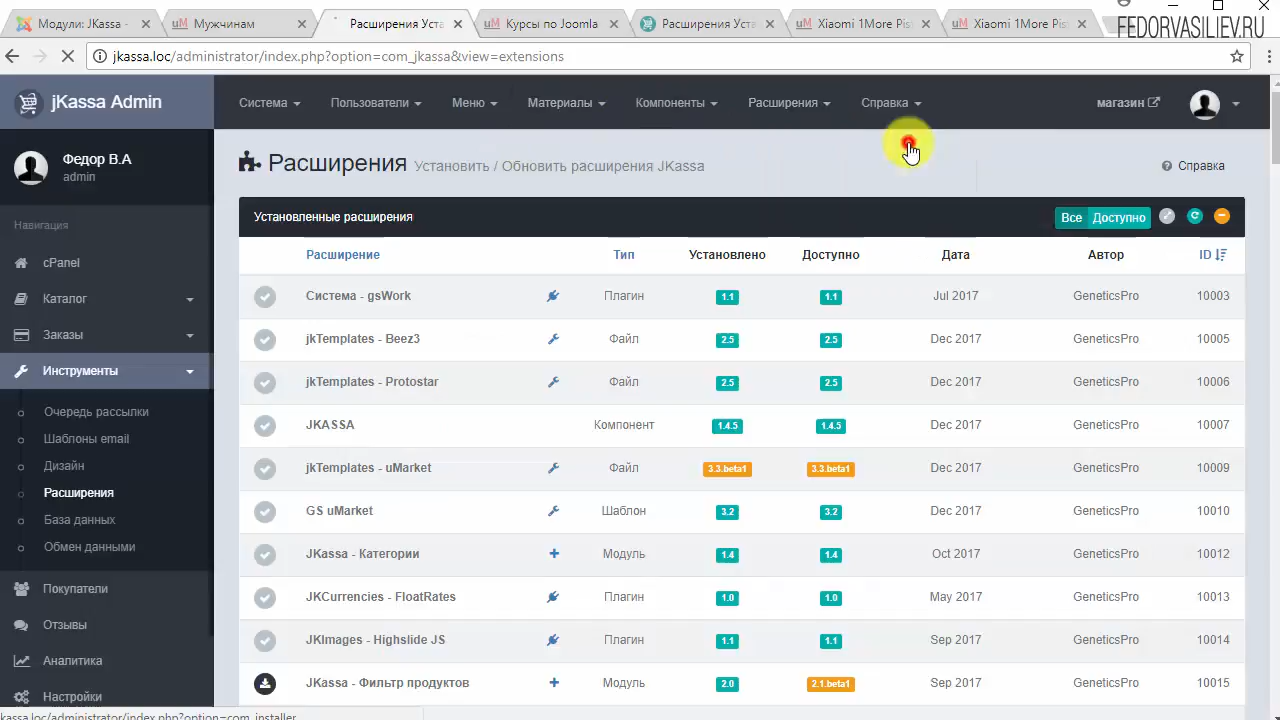 Модули: JKassa -
Мужчинам
Расширения Уста
Курсы по Joomla
Расширения Уста
Xiaomi 1More Pis
Xiaomi 1More Pis
FEDORVASILIEV.RU
jkassa.loc/administrator/index.php?option=com_jkassa&view=extensions
jKassa Admin
Система
Пользователи
Меню
Материалы
Компоненты
Расширения
Справка
магазин
Федор В.А
admin
Расширения Установить / Обновить расширения JKassa
Справка
Навигация
cPanel
Каталог
Заказы
Инструменты
Очередь рассылки
Шаблоны email
Дизайн
Расширения
База данных
Обмен данными
Покупатели
Отзывы
Аналитика
Настройки
Установленные расширения
Все Доступно
Расширение Тип Установлено Доступно Дата Автор ID
Система - gsWork Плагин 1.1 1.1 Jul 2017 GeneticsPro 10003
jkTemplates - Beez3 Файл 2.5 2.5 Dec 2017 GeneticsPro 10005
jkTemplates - Protostar Файл 2.5 2.5 Dec 2017 GeneticsPro 10006
JKASSA Компонент 1.4.5 1.4.5 Dec 2017 GeneticsPro 10007
jkTemplates - uMarket Файл 3.3.beta1 3.3.beta1 Dec 2017 GeneticsPro 10009
GS uMarket Шаблон 3.2 3.2 Dec 2017 GeneticsPro 10010
JKassa - Категории Модуль 1.4 1.4 Oct 2017 GeneticsPro 10012
JKCurrencies - FloatRates Плагин 1.0 1.0 May 2017 GeneticsPro 10013
JKImages - Highslide JS Плагин 1.1 1.1 Sep 2017 GeneticsPro 10014
JKassa - Фильтр продуктов Модуль 2.0 2.1.beta1 Sep 2017 GeneticsPro 10015
kassa.loc/administrator/index.php?option=com_installer